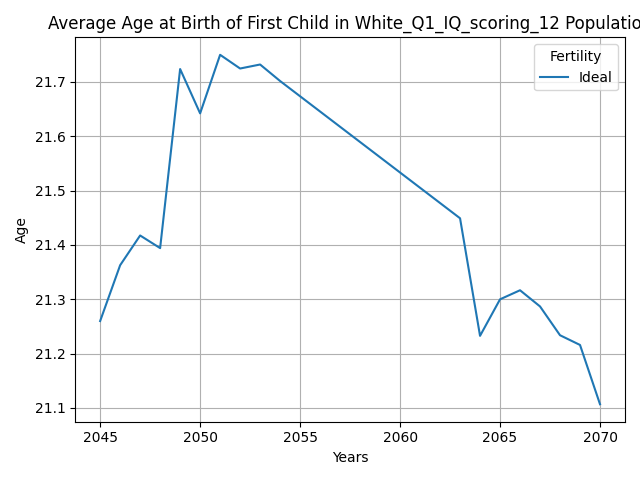 Average Age at Birth of First Child in White_Q1_IQ_scoring_12 Populatio
Fertility
Ideal
21.7
21.6
21.5
21.4
21.3
21.2
21.1
Age
2045 2050 2055 2060 2065 2070
Years